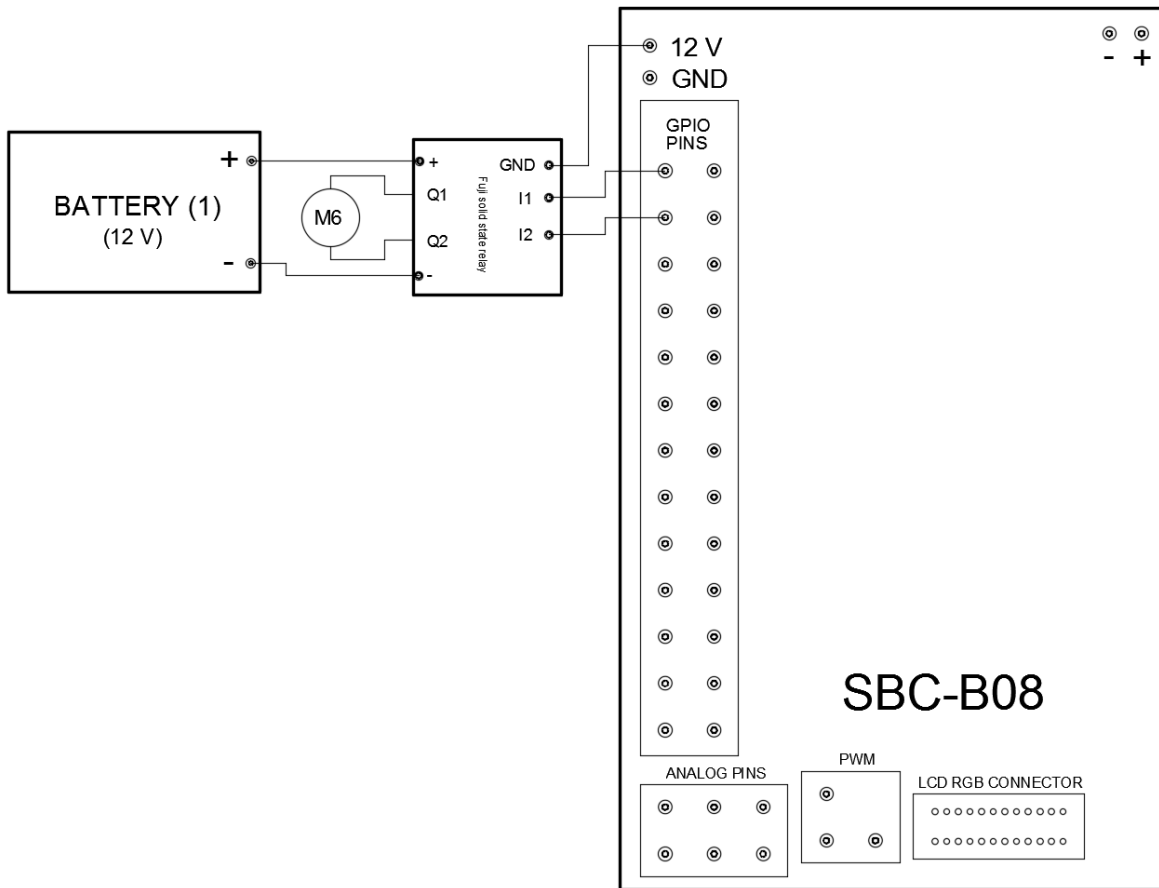 12 V
GND
- +
GPIO
PINS
+
BATTERY (1)
(12 V)
-
M6
+
Q1
Q2
-
Fuji solid state relay
GND
I1
I2
SBC-B08
ANALOG PINS
PWM
LCD RGB CONNECTOR